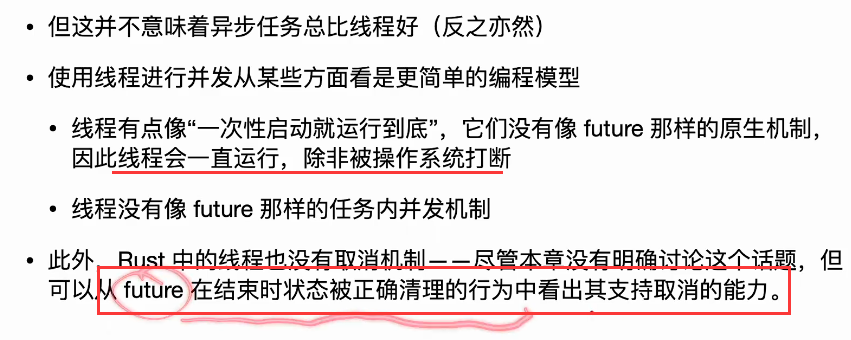 • 但这并不意味着异步任务总比线程好（反之亦然）
• 使用线程进行并发从某些方面看是更简单的编程模型
• 线程有点像“一次性启动就运行到底”，它们没有像 future 那样的原生机制，
因此线程会一直运行，除非被操作系统打断
• 线程没有像 future 那样的任务内并发机制
• 此外，Rust 中的线程也没有取消机制——尽管本章没有明确讨论这个话题，但
可以从 future 在结束时状态被正确清理的行为中看出其支持取消的能力。